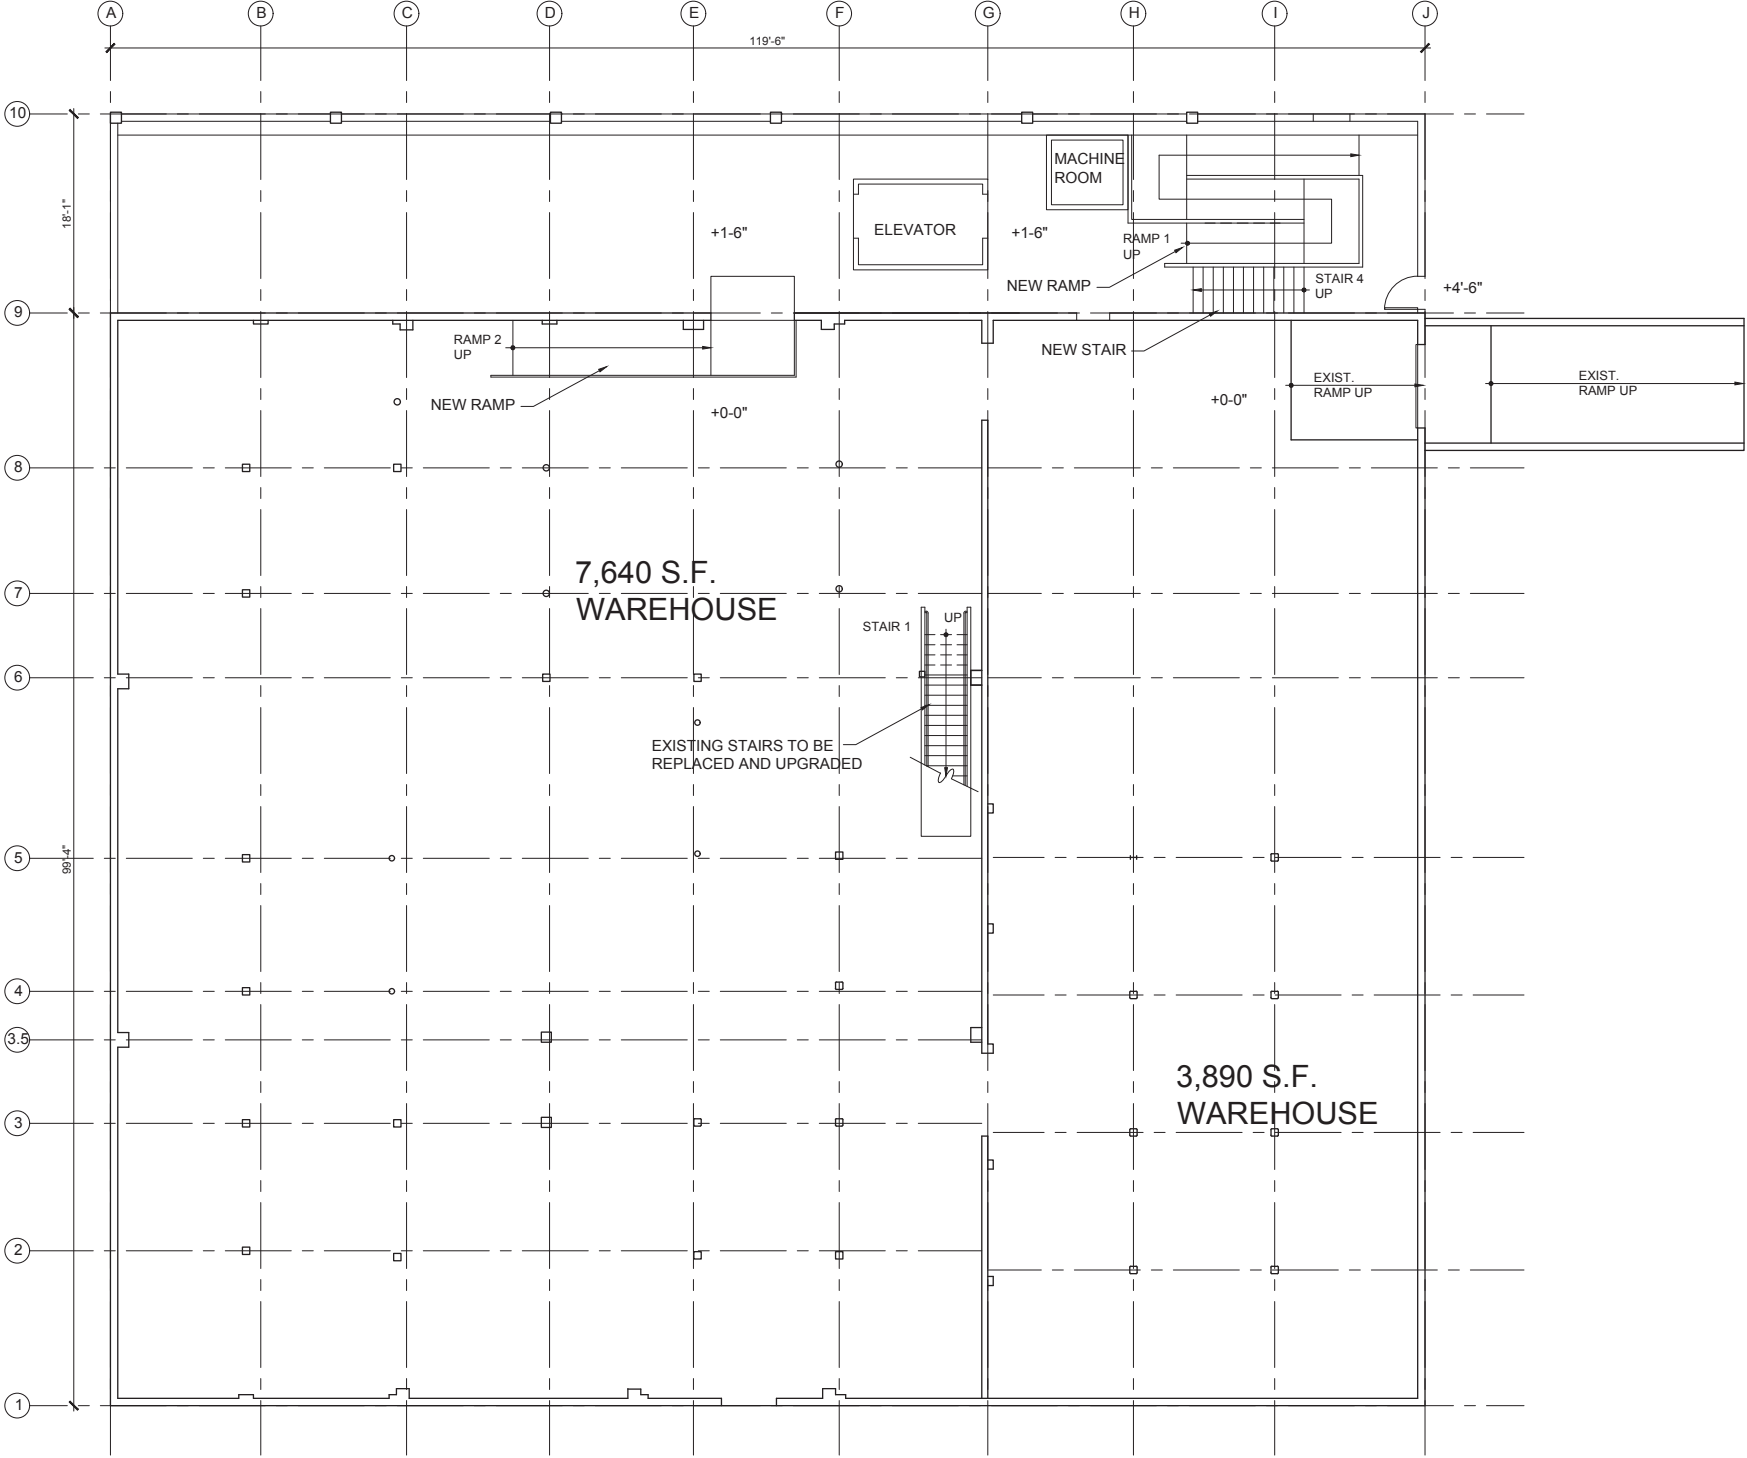 A B C D E F G H I J
119'-6"
10
MACHINE
ROOM
18'-1"
ELEVATOR
+1-6"
+1-6"
RAMP 1
UP
NEW RAMP
STAIR 4
UP
+4'-6"
9
RAMP 2
UP
NEW STAIR
EXIST.
RAMP UP
EXIST.
RAMP UP
NEW RAMP
+0-0"
+0-0"
8
7,640 S.F.
WAREHOUSE
7
STAIR 1
UP
6
EXISTING STAIRS TO BE
REPLACED AND UPGRADED
5
99'-4"
4
3.5
3,890 S.F.
WAREHOUSE
3
2
1